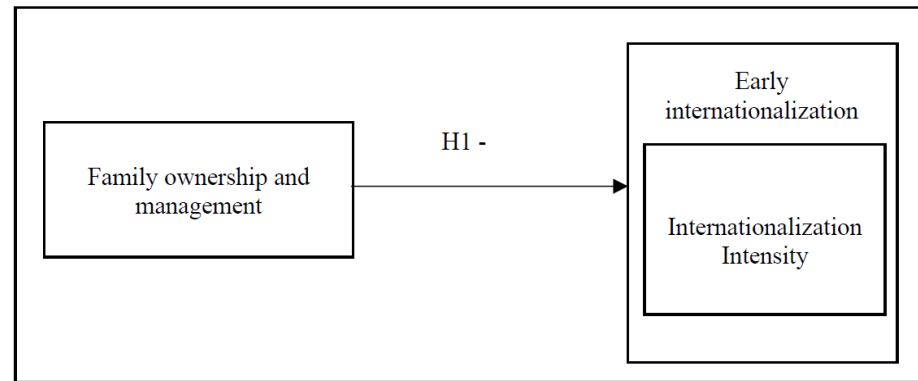 Family ownership and
management
H1 -
Early
internationalization
Internationalization
Intensity